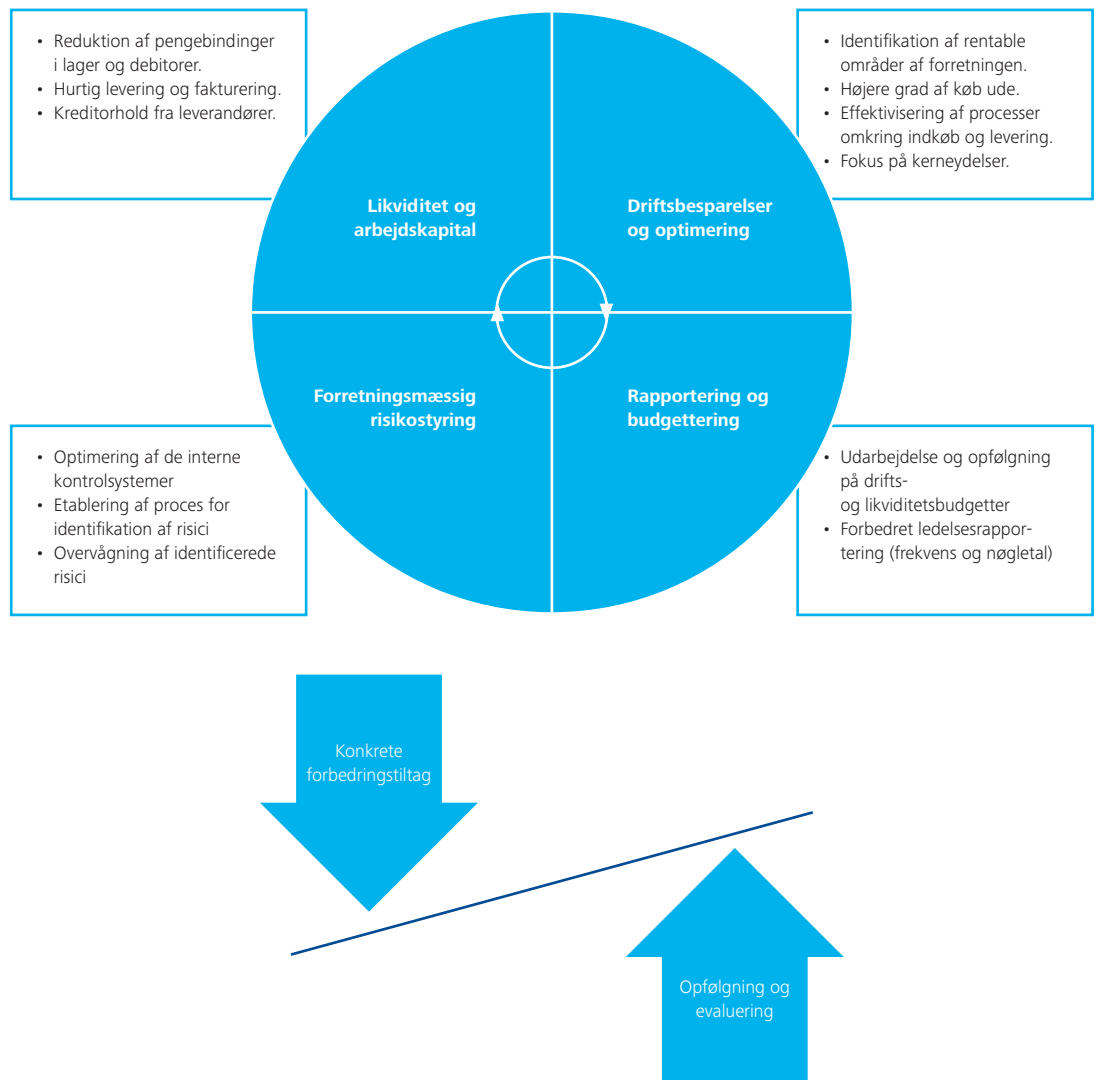 • Reduktion af pengebindinger
i lager og debitorer.
• Hurtig levering og fakturering.
• Kreditorhold fra leverandører.
• Identifikation af rentable
områder af forretningen.
• Højere grad af køb ude.
• Effektivisering af processer
omkring indkøb og levering.
• Fokus på kerneydelser.
Likviditet og
arbejdskapital
Driftsbesparelser
og optimering
Forretningsmæssig
risikostyring
Rapportering og
budgettering
• Optimering af de interne
kontrolsystemer
• Etablering af proces for
identifikation af risici
• Overvågning af identificerede
risici
• Udarbejdelse og opfølgning
på drifts-
og likviditetsbudgetter
• Forbedret ledelsesrappor-
tering (frekvens og nøgletal)
Konkrete
forbedringstiltag
Opfølgning og
evaluering